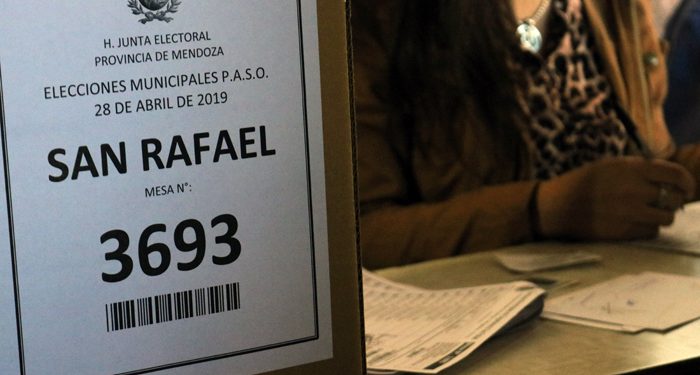 H. JUNTA ELECTORAL
PROVINCIA DE MENDOZA
ELECCIONES MUNICIPALES P.A.S.O.
28 DE ABRIL DE 2019
SAN RAFAEL
MESA N°:
3693